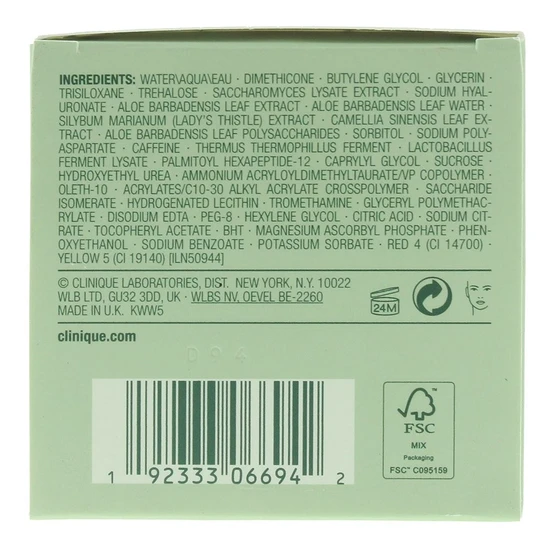 INGREDIENTS: WATER\AQUA\EAU · DIMETHICONE · BUTYLENE GLYCOL · GLYCERIN ·
TRISILOXANE · TREHALOSE · SACCHAROMYCES LYSATE EXTRACT · SODIUM HYAL-
URONATE · ALOE BARBADENSIS LEAF EXTRACT · ALOE BARBADENSIS LEAF WATER ·
SILYBUM MARIANUM (LADY'S THISTLE) EXTRACT · CAMELLIA SINENSIS LEAF EX-
TRACT · ALOE BARBADENSIS LEAF POLYSACCHARIDES · SORBITOL · SODIUM POLY-
ASPARTATE · CAFFEINE · THERMUS THERMOPHILLUS FERMENT · LACTOBACILLUS
FERMENT LYSATE · PALMITOYL HEXAPEPTIDE-12 · CAPRYLYL GLYCOL · SUCROSE ·
HYDROXYETHYL UREA · AMMONIUM ACRYLOYLDIMETHYLTAURATE/VP COPOLYMER ·
OLETH-10 · ACRYLATES/C10-30 ALKYL ACRYLATE CROSSPOLYMER · SACCHARIDE
ISOMERATE · HYDROGENATED LECITHIN · TROMETHAMINE · GLYCERYL POLYMETHAC-
RYLATE · DISODIUM EDTA · PEG-8 · HEXYLENE GLYCOL · CITRIC ACID · SODIUM CIT-
RATE · TOCOPHERYL ACETATE · BHT · MAGNESIUM ASCORBYL PHOSPHATE · PHEN-
OXYETHANOL · SODIUM BENZOATE · POTASSIUM SORBATE · RED 4 (CI 14700) ·
YELLOW 5 (CI 19140) [ILN50944]
© CLINIQUE LABORATORIES, DIST. NEW YORK, N.Y. 10022
WLB LTD, GU32 3DD, UK · WLBS NV, OEVEL BE-2260
MADE IN U.K. KWW5
24M
clinique.com
D94
1 92333 06694 2
FSC
MIX
Packaging
FSC™ C095159